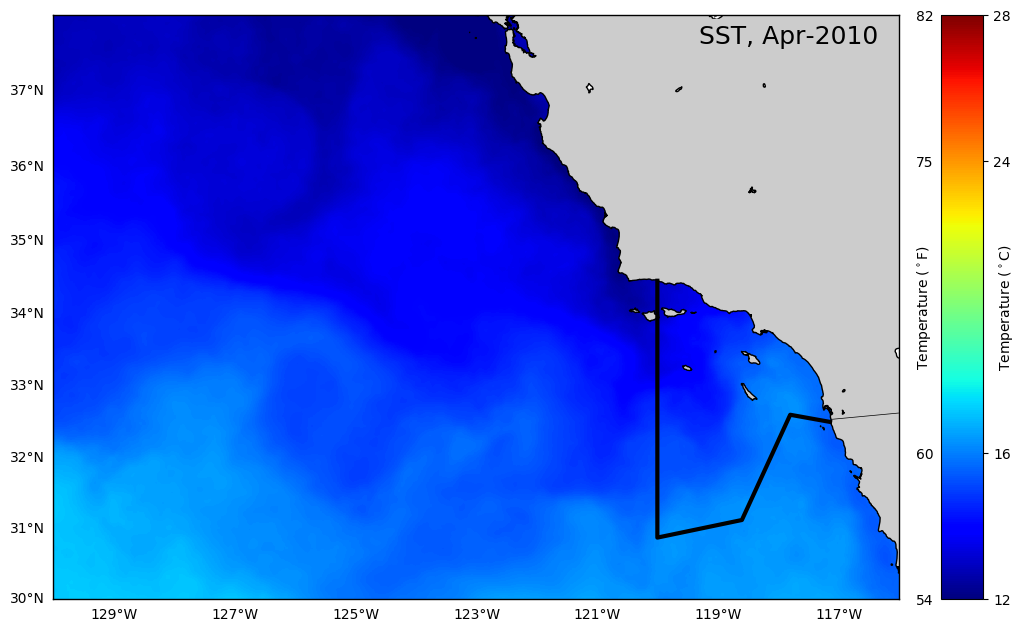 SST, Apr-2010
37°N
36°N
35°N
34°N
33°N
32°N
31°N
30°N
129°W 127°W 125°W 123°W 121°W 119°W 117°W
82
75
60
54
Temperature (°F)
28
24
16
12
Temperature (°C)